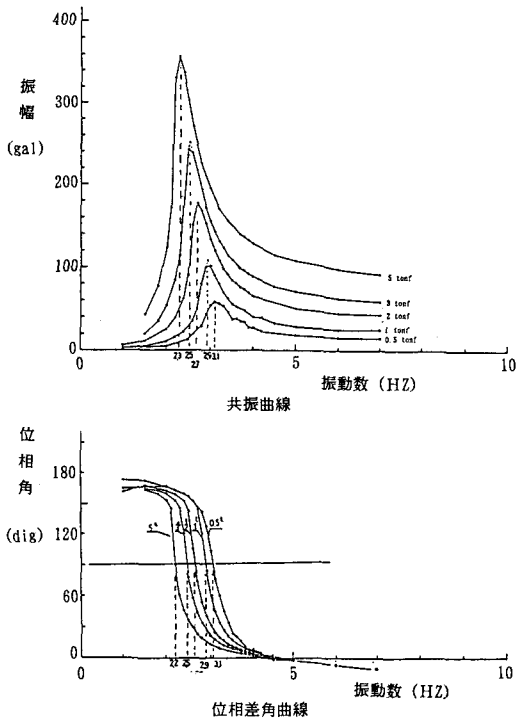 400
振幅
(gal)
300
200
100
0
5 tonf
3 tonf
2 tonf
1 tonf
0.5 tonf
2.3 2.5 2.7 2.9 3.1
5
10
振動数 (HZ)
共振曲線
位相角
(dig)
180
120
60
0
5ᵗ
0.5ᵗ
2.2 2.5 2.9 3.1
0
5
10
振動数 (HZ)
位相差角曲線